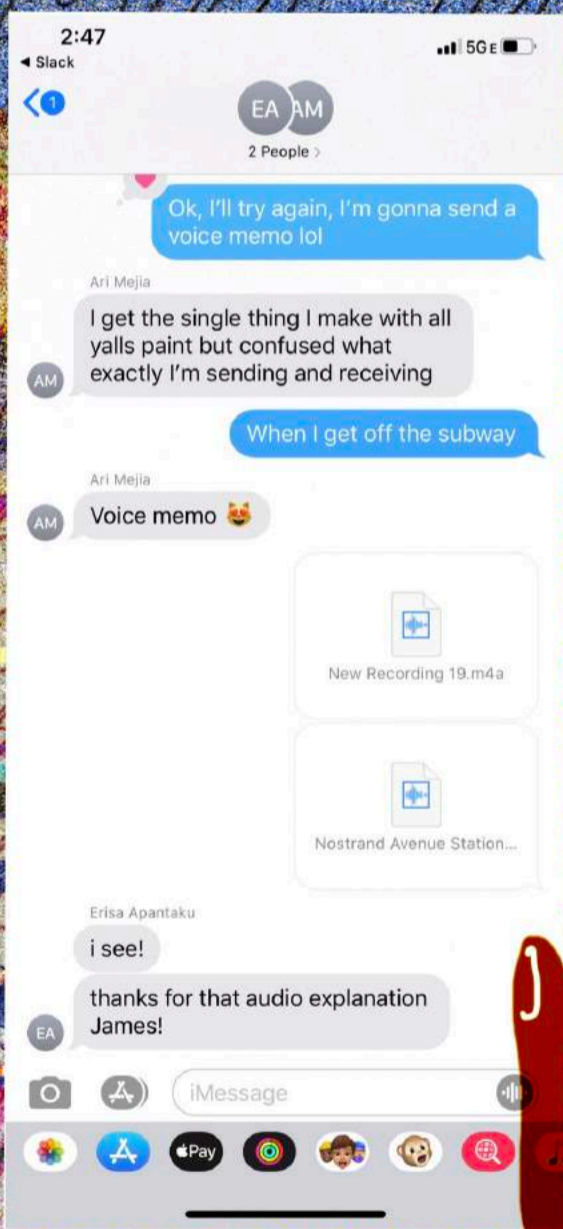 2:47
5G E
Slack
1
EA AM
2 People
Ok, I'll try again, I'm gonna send a
voice memo lol
Ari Mejia
I get the single thing I make with all
yalls paint but confused what
exactly I'm sending and receiving
AM
When I get off the subway
Ari Mejia
AM
Voice memo 😻
New Recording 19.m4a
Nostrand Avenue Station...
Erisa Apantaku
i see!
thanks for that audio explanation
James!
EA
iMessage
Pay